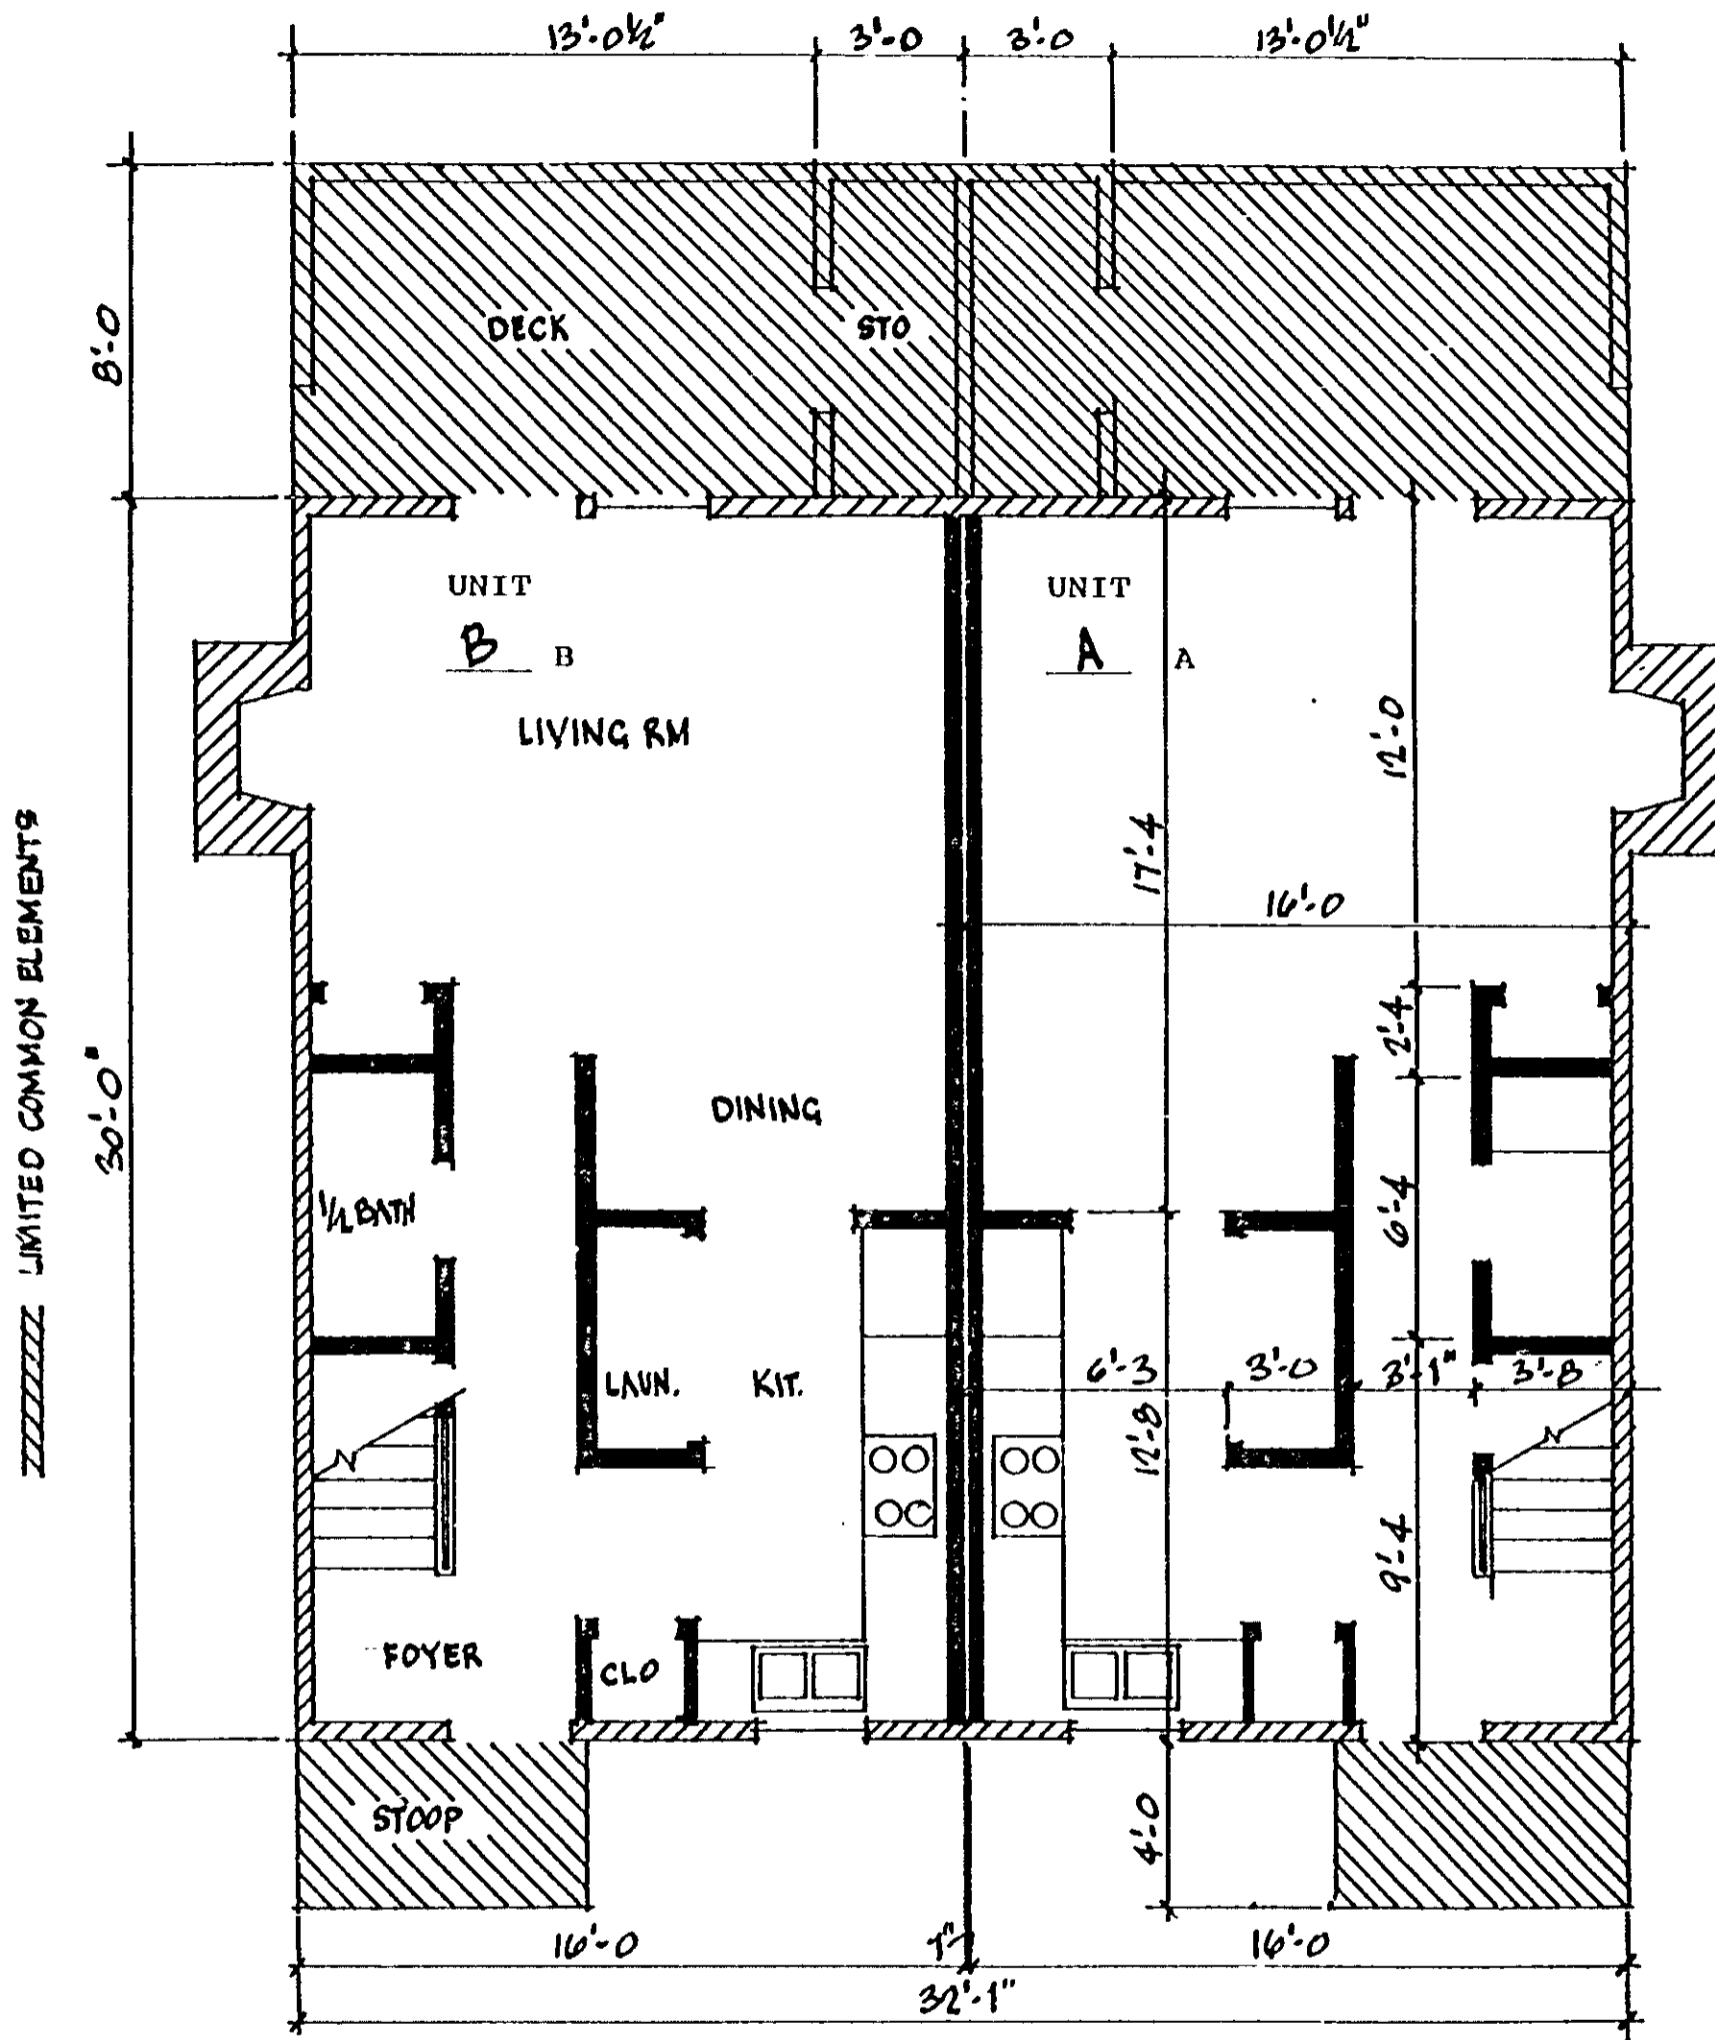 13'-0½" 3'-0 3'-0 13'-0½"
8'-0
DECK STO
UNIT UNIT
B B A A
LIVING RM
12'-0
17'-4
16'-0
LIMITED COMMON ELEMENTS
30'-0"
2'-4
DINING
½ BATH
6'-4
LAUN. KIT. 6'-3 3'-0 3'-1" 3'-8
12'-8
9'-4
FOYER CLO
STOOP
4'-0
16'-0 1" 16'-0
32'-1"